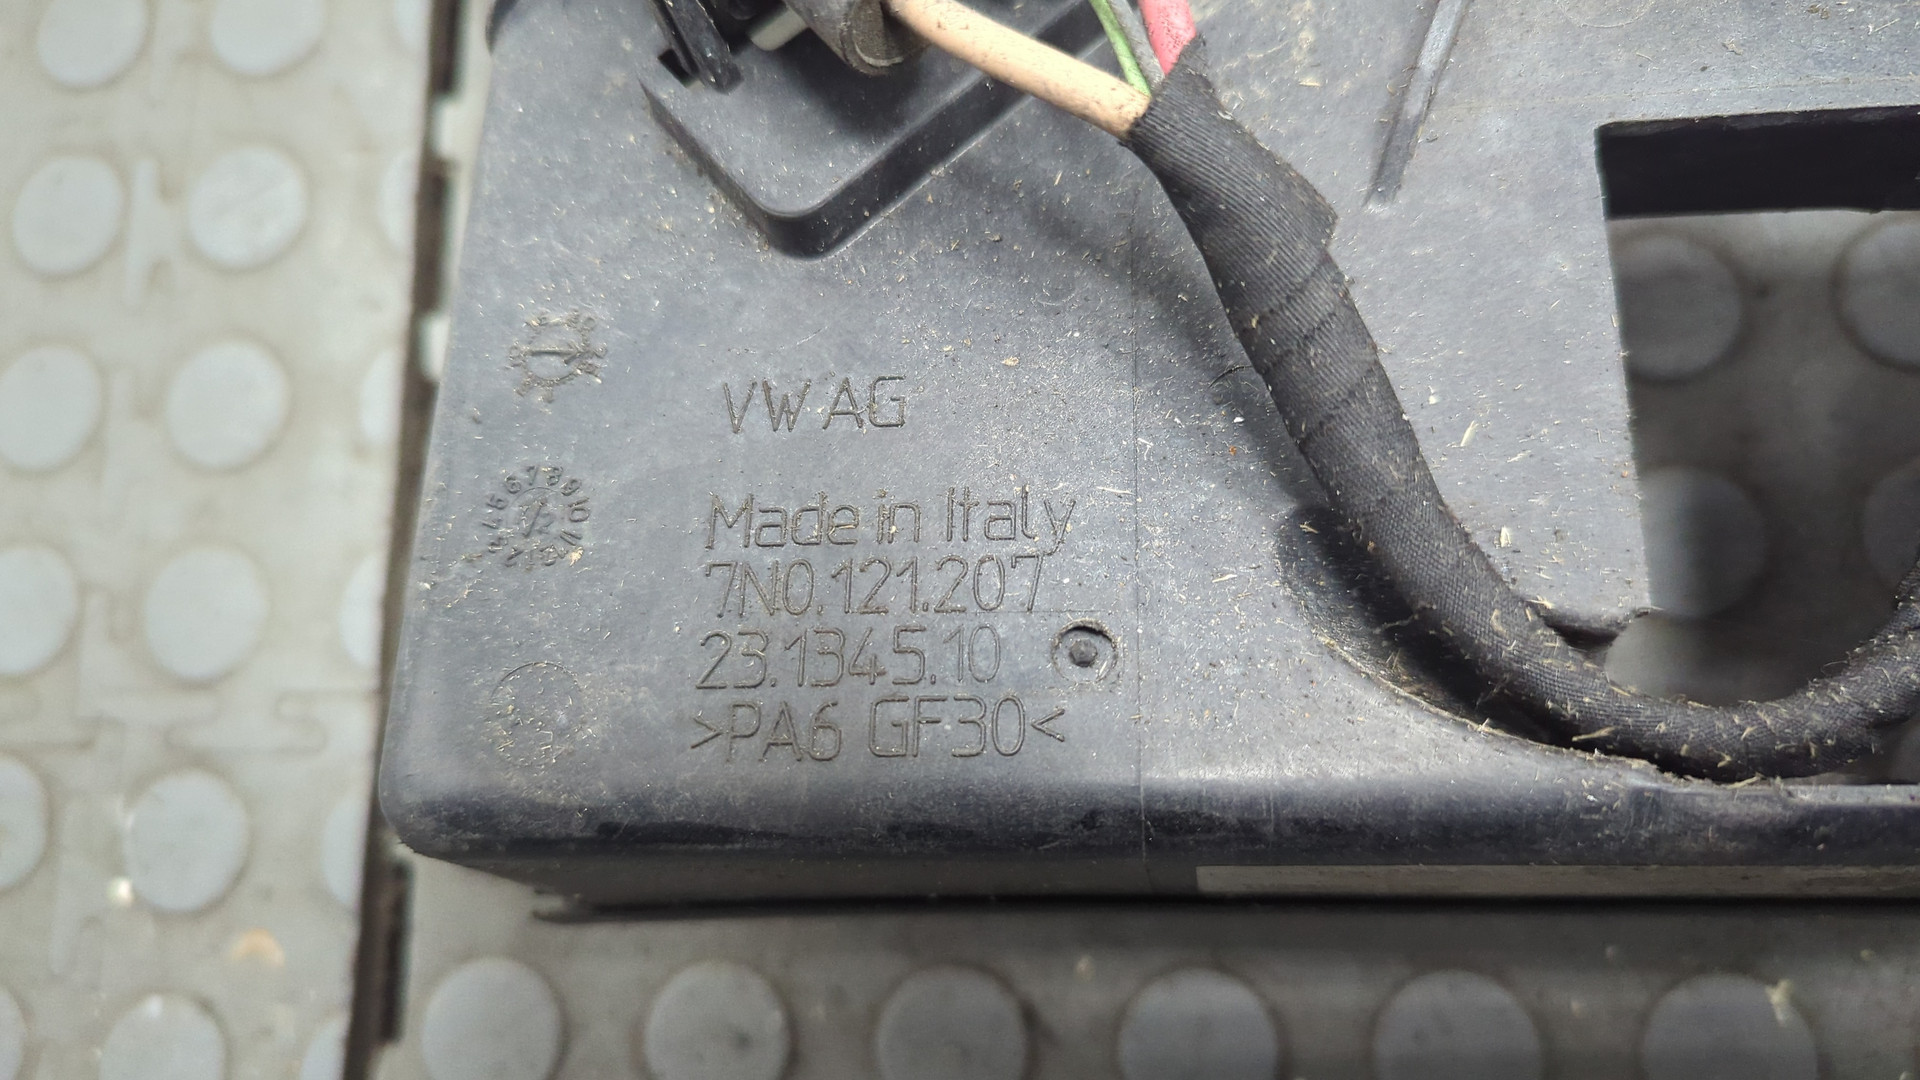 VW AG
Made in Italy
7N0.121.207
23.1345.10
>PA6 GF30<